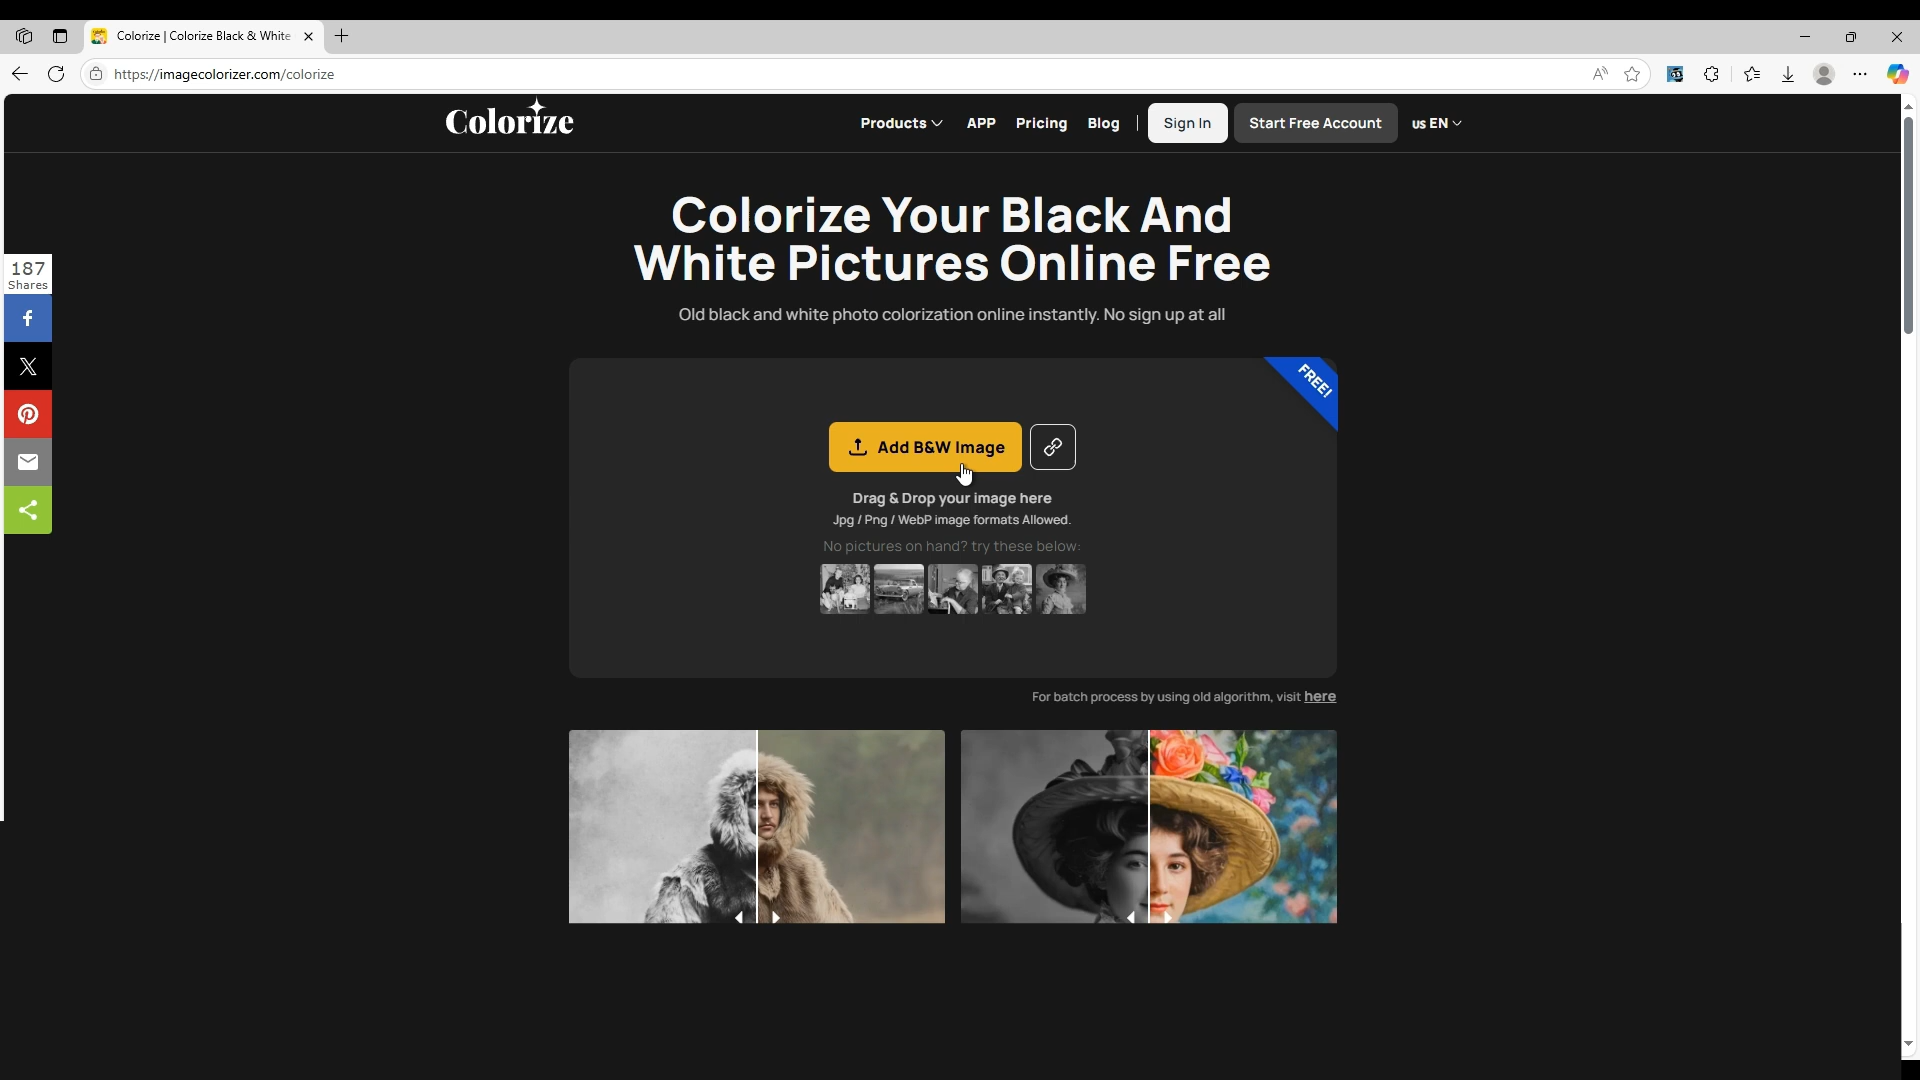 Colorize | Colorize Black & White
https://imagecolorizer.com/colorize
Colorize
Products
APP
Pricing
Blog
Sign In
Start Free Account
us EN
Colorize Your Black And
White Pictures Online Free
Old black and white photo colorization online instantly. No sign up at all
187
Shares
FREE!
Add B&W Image
Drag & Drop your image here
Jpg / Png / WebP image formats Allowed.
No pictures on hand? try these below:
For batch process by using old algorithm, visit here